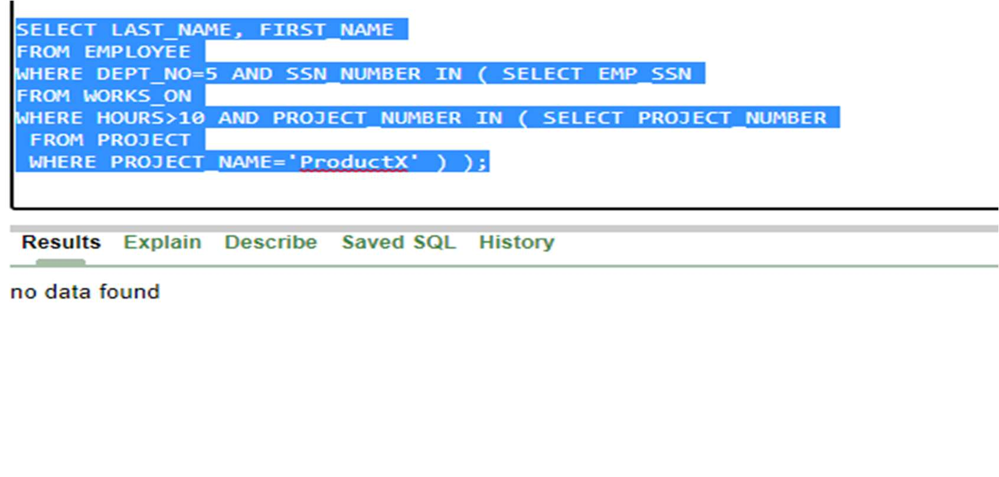 SELECT LAST_NAME, FIRST_NAME
FROM EMPLOYEE
WHERE DEPT_NO=5 AND SSN_NUMBER IN ( SELECT EMP_SSN
FROM WORKS_ON
WHERE HOURS>10 AND PROJECT_NUMBER IN ( SELECT PROJECT_NUMBER
FROM PROJECT
WHERE PROJECT_NAME='ProductX' ) );
Results Explain Describe Saved SQL History
no data found